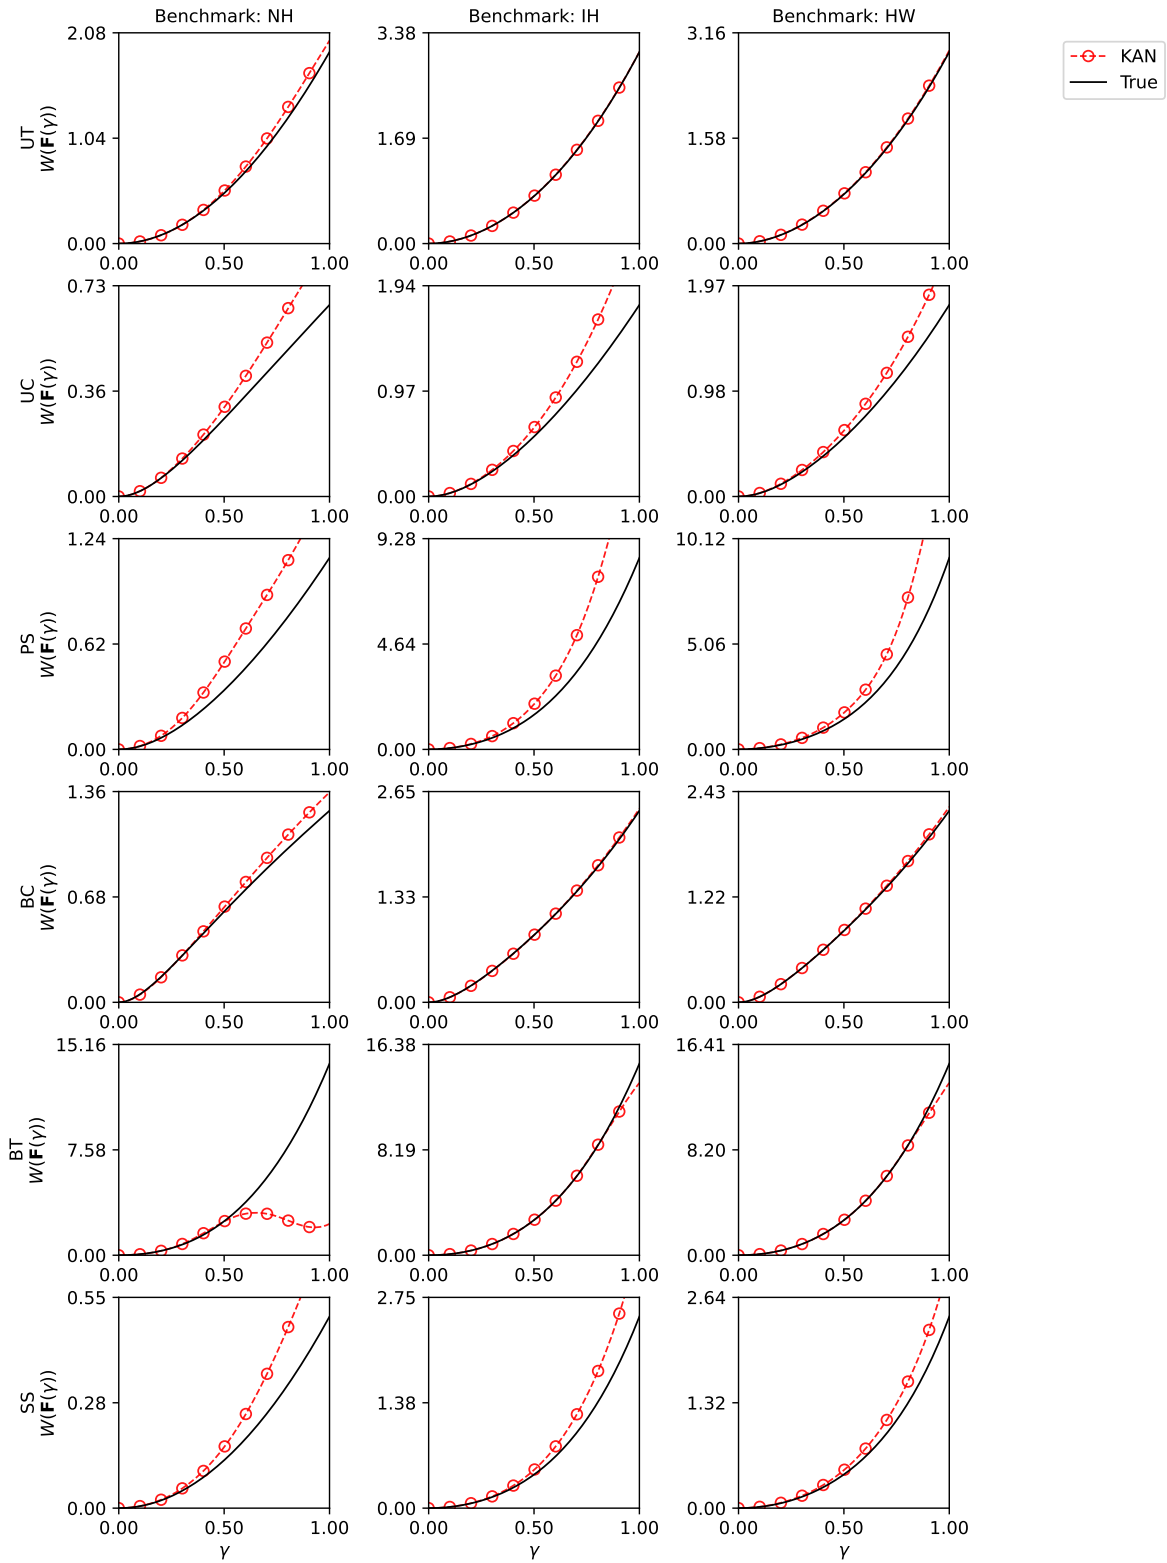 Benchmark: NH
Benchmark: IH
Benchmark: HW
KAN
True
UT
W(F(γ))
2.08
1.04
0.00
0.00 0.50 1.00
3.38
1.69
0.00
0.00 0.50 1.00
3.16
1.58
0.00
0.00 0.50 1.00
UC
W(F(γ))
0.73
0.36
0.00
0.00 0.50 1.00
1.94
0.97
0.00
0.00 0.50 1.00
1.97
0.98
0.00
0.00 0.50 1.00
PS
W(F(γ))
1.24
0.62
0.00
0.00 0.50 1.00
9.28
4.64
0.00
0.00 0.50 1.00
10.12
5.06
0.00
0.00 0.50 1.00
BC
W(F(γ))
1.36
0.68
0.00
0.00 0.50 1.00
2.65
1.33
0.00
0.00 0.50 1.00
2.43
1.22
0.00
0.00 0.50 1.00
BT
W(F(γ))
15.16
7.58
0.00
0.00 0.50 1.00
16.38
8.19
0.00
0.00 0.50 1.00
16.41
8.20
0.00
0.00 0.50 1.00
SS
W(F(γ))
0.55
0.28
0.00
0.00 0.50 1.00
γ
2.75
1.38
0.00
0.00 0.50 1.00
γ
2.64
1.32
0.00
0.00 0.50 1.00
γ